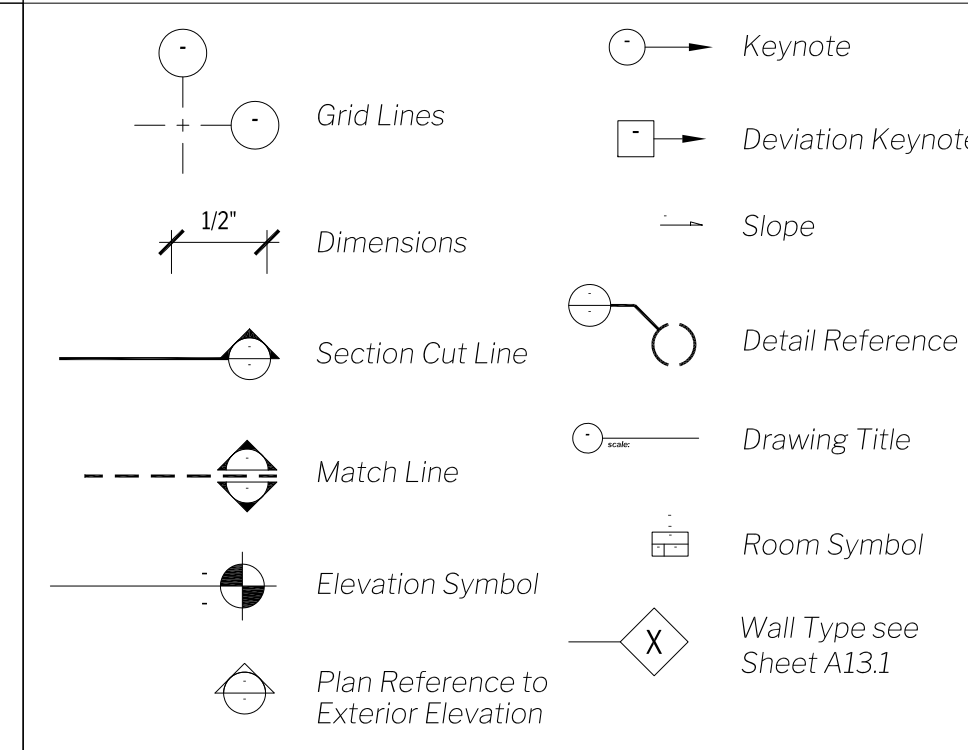 Grid Lines
1/2"
Dimensions
Section Cut Line
Match Line
Elevation Symbol
Plan Reference to
Exterior Elevation
Keynote
Deviation Keynote
Slope
Detail Reference
scale:
Drawing Title
Room Symbol
X
Wall Type see
Sheet A13.1